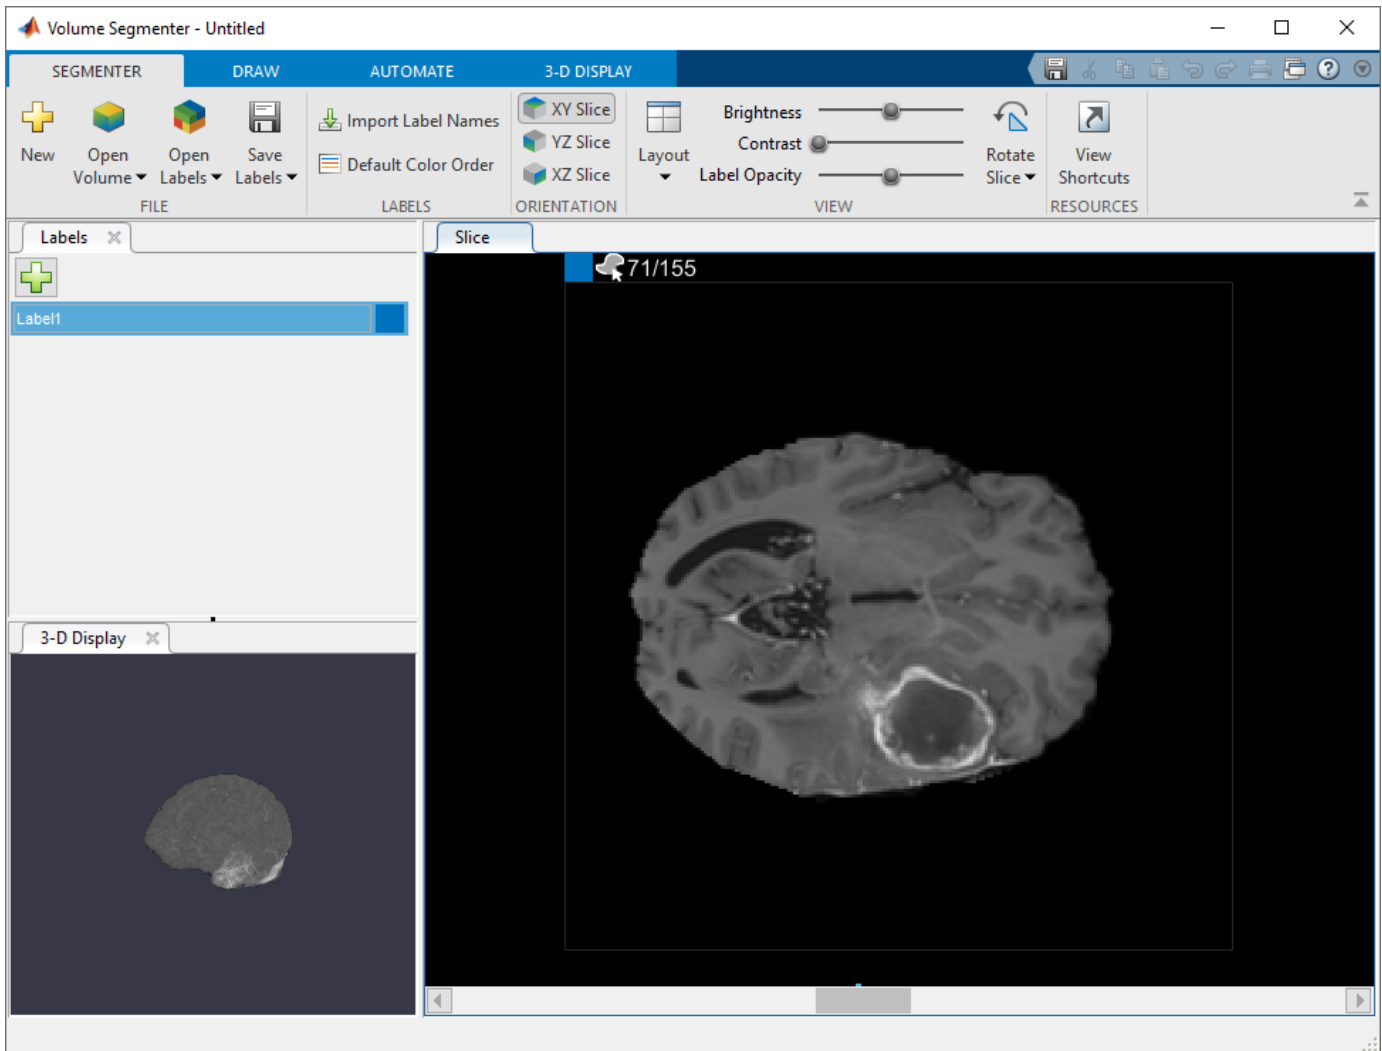 Volume Segmenter - Untitled
SEGMENTER DRAW AUTOMATE 3-D DISPLAY
New
Open Volume
Open Labels
Save Labels
FILE
Import Label Names
Default Color Order
LABELS
XY Slice
YZ Slice
XZ Slice
ORIENTATION
Layout
Brightness
Contrast
Label Opacity
Rotate Slice
VIEW
View Shortcuts
RESOURCES
Labels
Label1
3-D Display
Slice
71/155